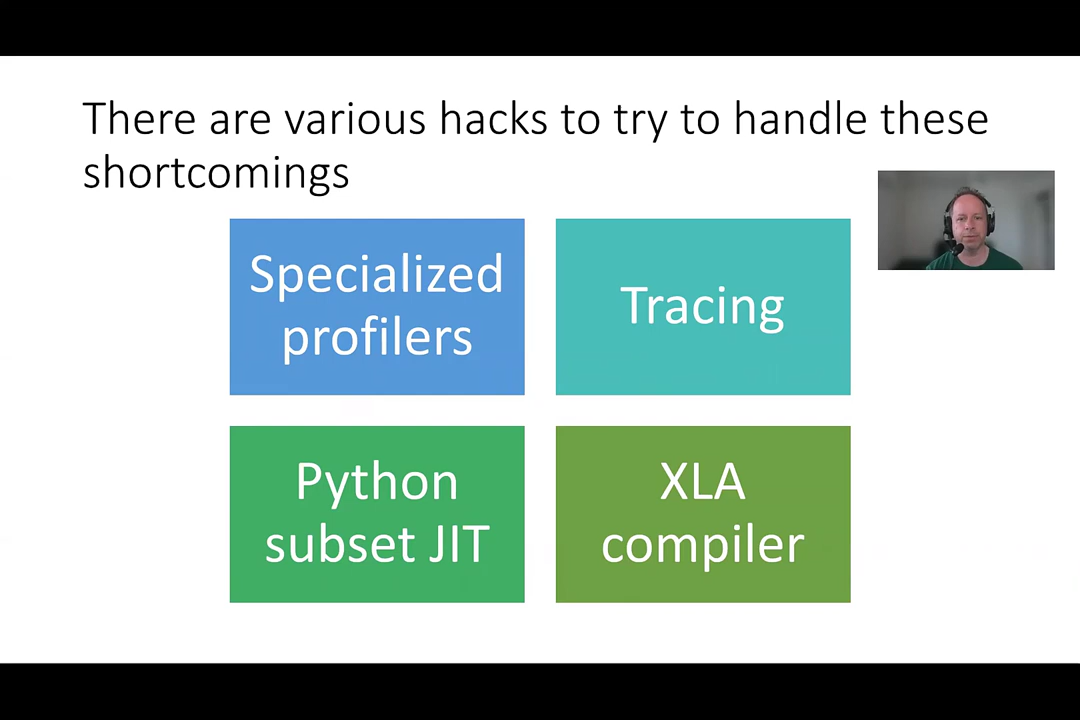 There are various hacks to try to handle these
shortcomings
Specialized
profilers
Tracing
Python
subset JIT
XLA
compiler